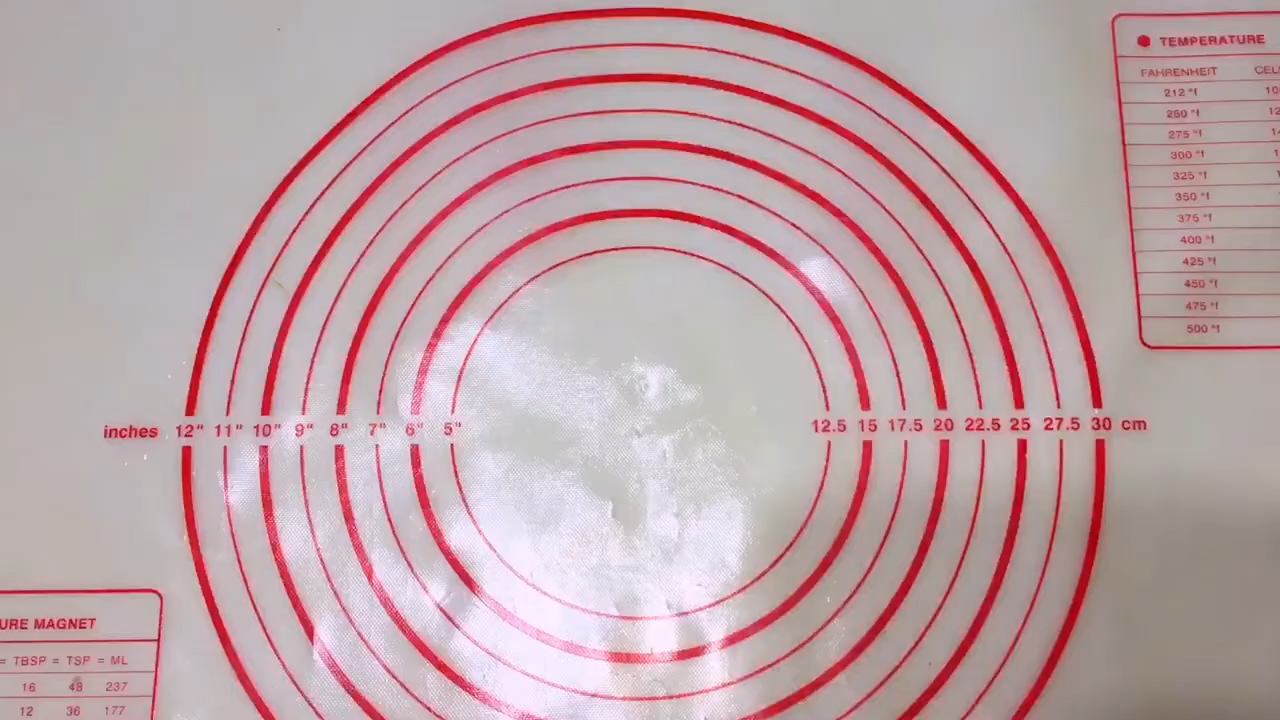 TEMPERATURE
FAHRENHEIT
212 °f
250 °f
275 °f
300 °f
325 °f
350 °f
375 °f
400 °f
425 °f
450 °f
475 °f
500 °f
inches 12" 11" 10" 9" 8" 7" 6" 5" 12.5 15 17.5 20 22.5 25 27.5 30 cm
URE MAGNET
= TBSP = TSP = ML
16 48 237
12 36 177